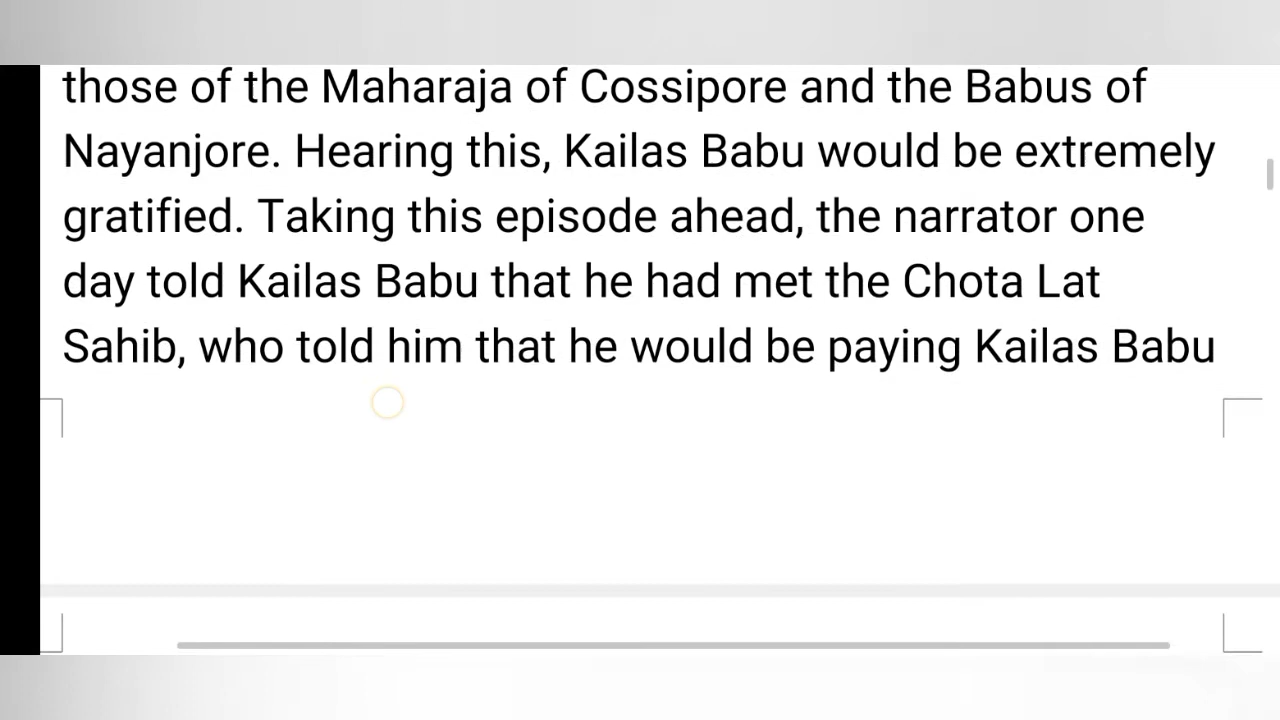 those of the Maharaja of Cossipore and the Babus of
Nayanjore. Hearing this, Kailas Babu would be extremely
gratified. Taking this episode ahead, the narrator one
day told Kailas Babu that he had met the Chota Lat
Sahib, who told him that he would be paying Kailas Babu